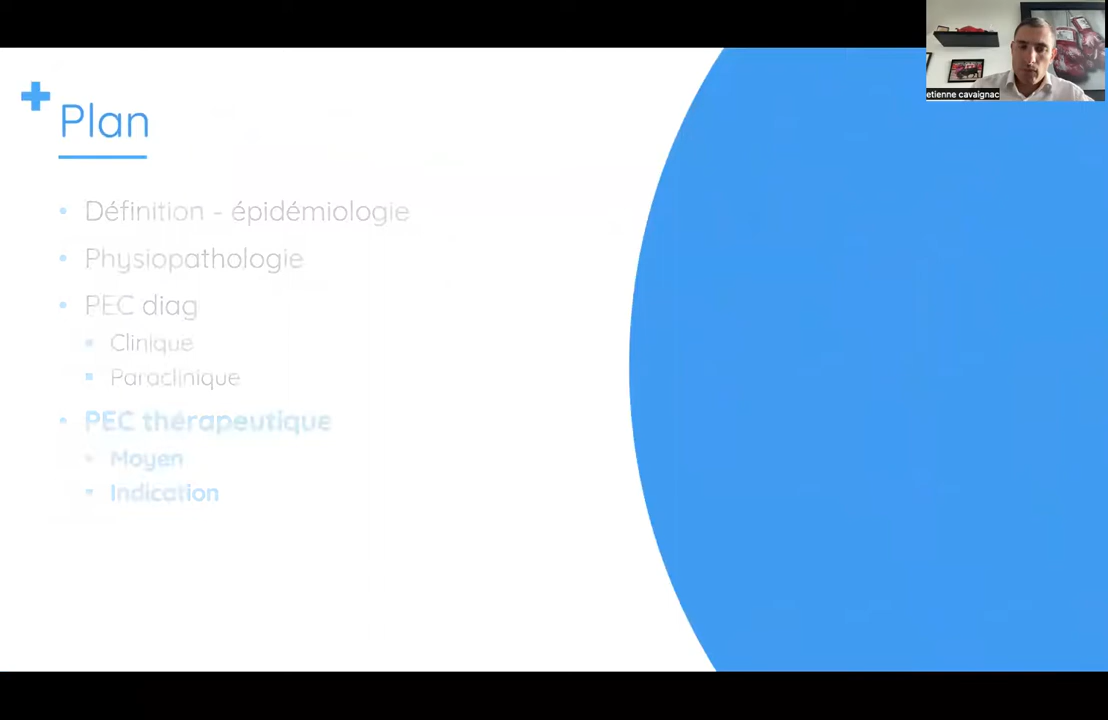 Plan
• Définition - épidémiologie
• Physiopathologie
• PEC diag
▪ Clinique
▪ Paraclinique
• PEC thérapeutique
▪ Moyen
▪ Indication
etienne cavaignac